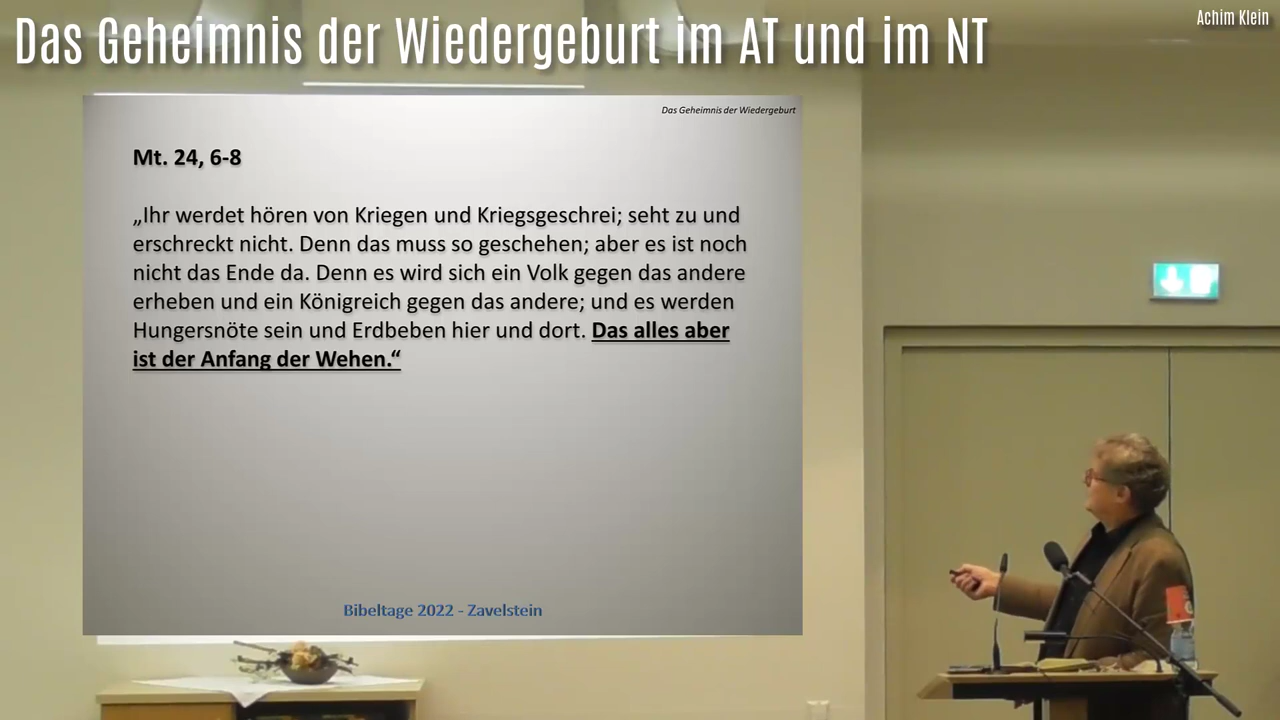 Das Geheimnis der Wiedergeburt im AT und im NT
Achim Klein
Das Geheimnis der Wiedergeburt
Mt. 24, 6-8
„Ihr werdet hören von Kriegen und Kriegsgeschrei; seht zu und
erschreckt nicht. Denn das muss so geschehen; aber es ist noch
nicht das Ende da. Denn es wird sich ein Volk gegen das andere
erheben und ein Königreich gegen das andere; und es werden
Hungersnöte sein und Erdbeben hier und dort. Das alles aber
ist der Anfang der Wehen.“
Bibeltage 2022 - Zavelstein